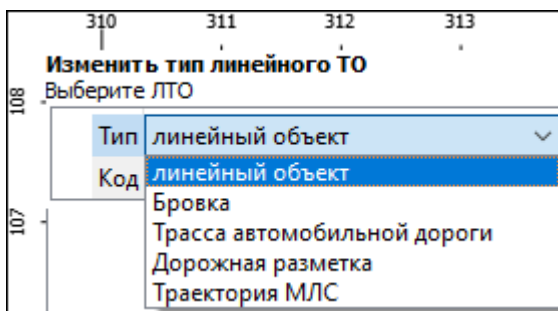 310 311 312 313
Изменить тип линейного ТО
Выберите ЛТО
108
Тип линейный объект
Код линейный объект
Бровка
107
Трасса автомобильной дороги
Дорожная разметка
Траектория МЛС